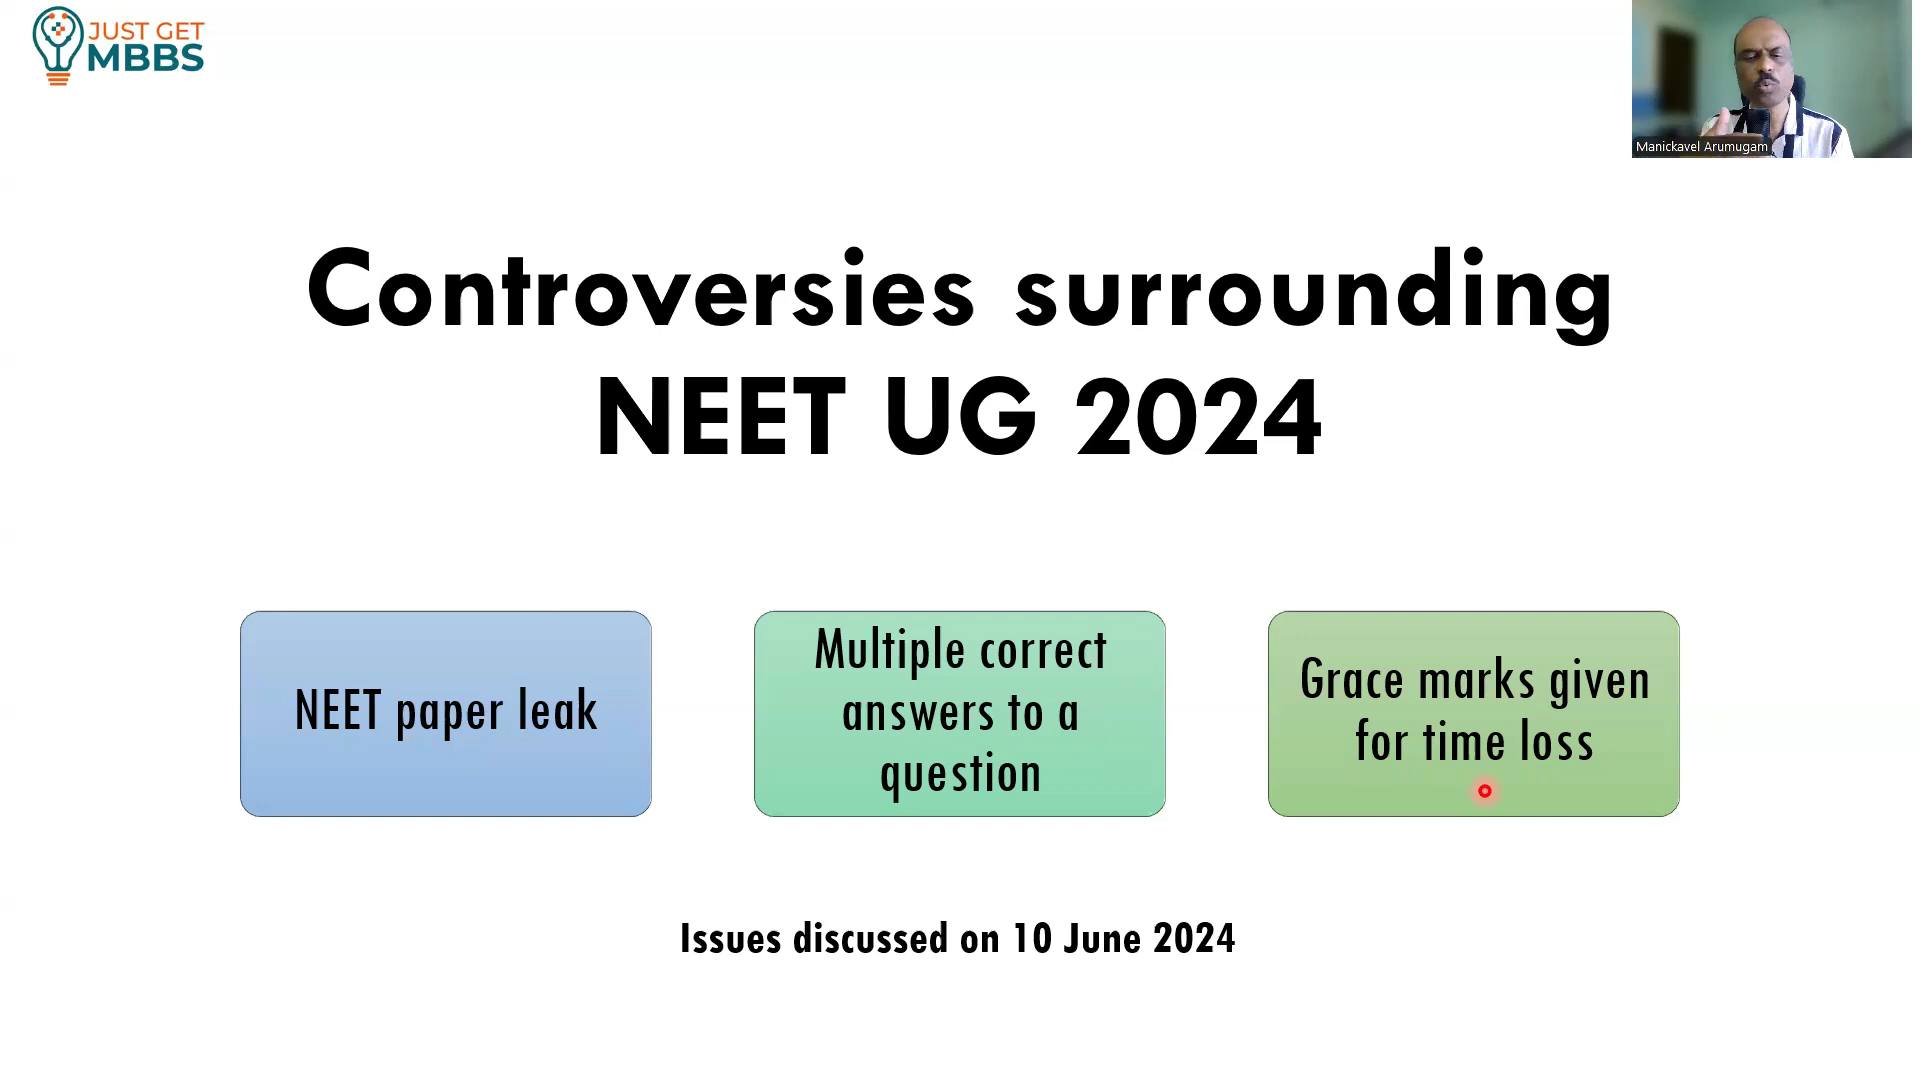 JUST GET
MBBS
Manickavel Arumugam
Controversies surrounding
NEET UG 2024
NEET paper leak
Multiple correct
answers to a
question
Grace marks given
for time loss
Issues discussed on 10 June 2024